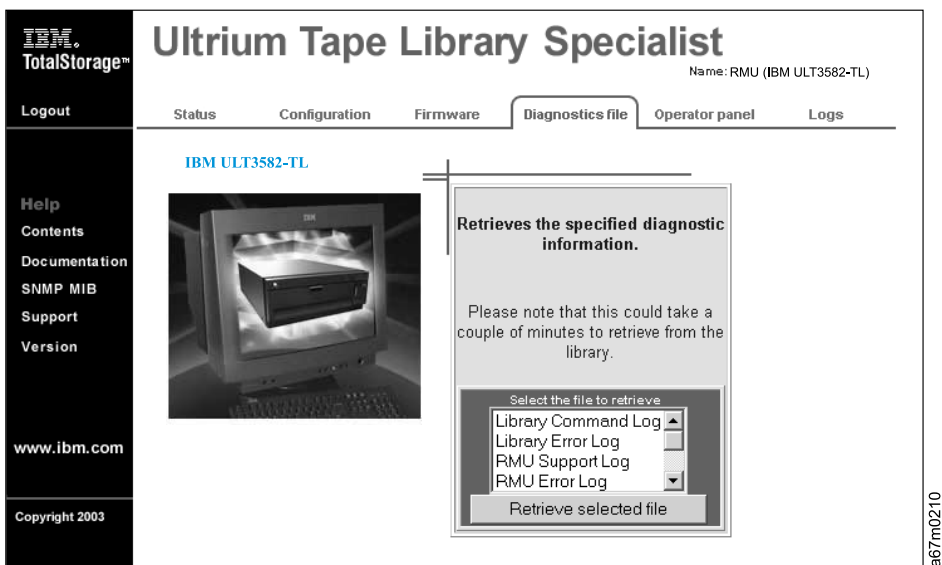 IBM.
TotalStorage™
Ultrium Tape Library Specialist
Name: RMU (IBM ULT3582-TL)
Logout
Status
Configuration
Firmware
Diagnostics file
Operator panel
Logs
IBM ULT3582-TL
Help
Contents
Documentation
SNMP MIB
Support
Version
www.ibm.com
Copyright 2003
IBM
Retrieves the specified diagnostic
information.
Please note that this could take a
couple of minutes to retrieve from the
library.
Select the file to retrieve
Library Command Log
Library Error Log
RMU Support Log
RMU Error Log
Retrieve selected file
a67m0210